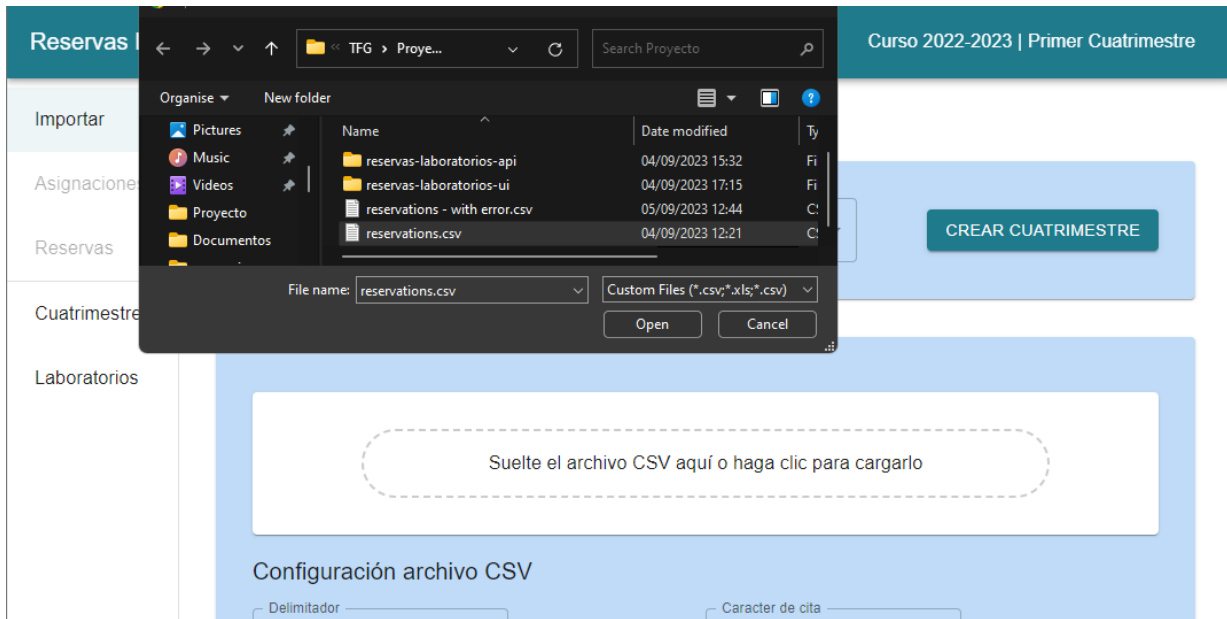 Reservas
TFG › Proye...
Search Proyecto
Curso 2022-2023 | Primer Cuatrimestre
Organise
New folder
Importar
Pictures
Name
Date modified
Ty
Music
reservas-laboratorios-api
04/09/2023 15:32
Fi
Asignacione
Videos
reservas-laboratorios-ui
04/09/2023 17:15
Fi
Proyecto
reservations - with error.csv
05/09/2023 12:44
Documentos
reservations.csv
04/09/2023 12:21
CREAR CUATRIMESTRE
Reservas
File name:
reservations.csv
Custom Files (*.csv;*.xls;*.csv)
Cuatrimestre
Open
Cancel
Laboratorios
Suelte el archivo CSV aquí o haga clic para cargarlo
Configuración archivo CSV
Delimitador
Caracter de cita